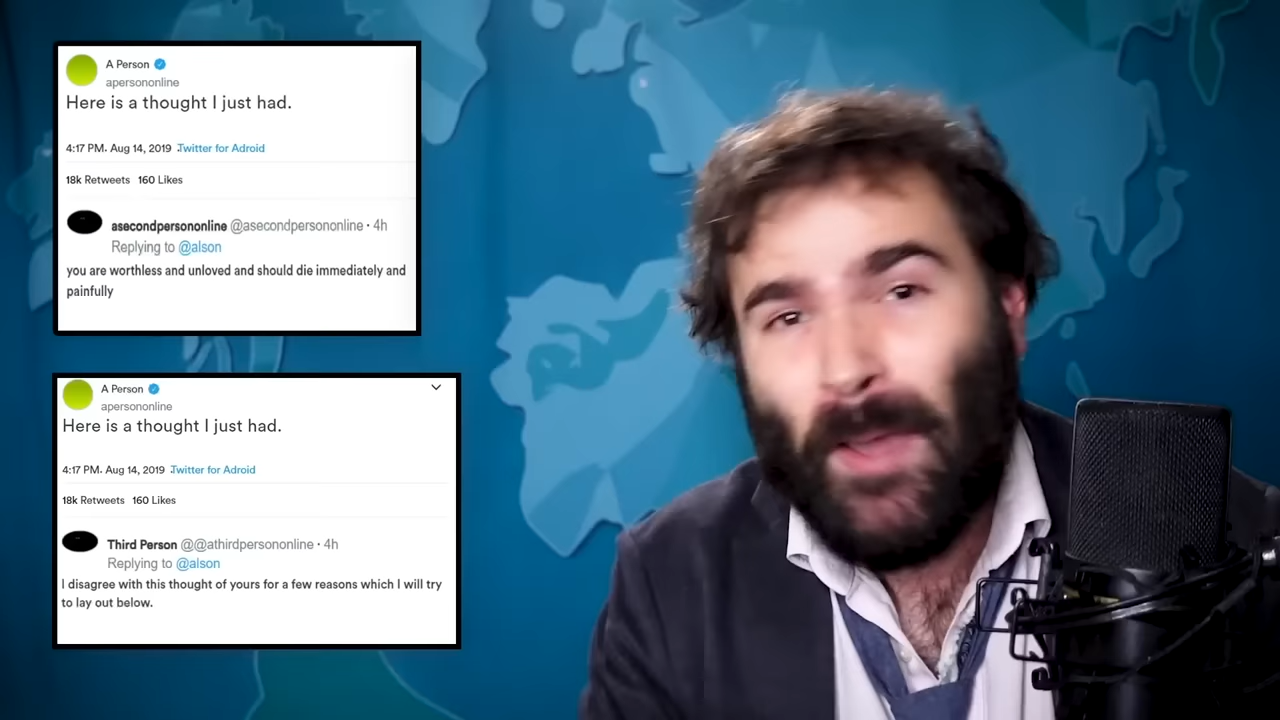 A Person
apersononline
Here is a thought I just had.
4:17 PM. Aug 14, 2019 Twitter for Adroid
18k Retweets 160 Likes
asecondpersononline @asecondpersononline · 4h
Replying to @alson
you are worthless and unloved and should die immediately and
painfully
A Person
apersononline
Here is a thought I just had.
4:17 PM. Aug 14, 2019 Twitter for Adroid
18k Retweets 160 Likes
Third Person @@athirdpersononline · 4h
Replying to @alson
I disagree with this thought of yours for a few reasons which I will try
to lay out below.